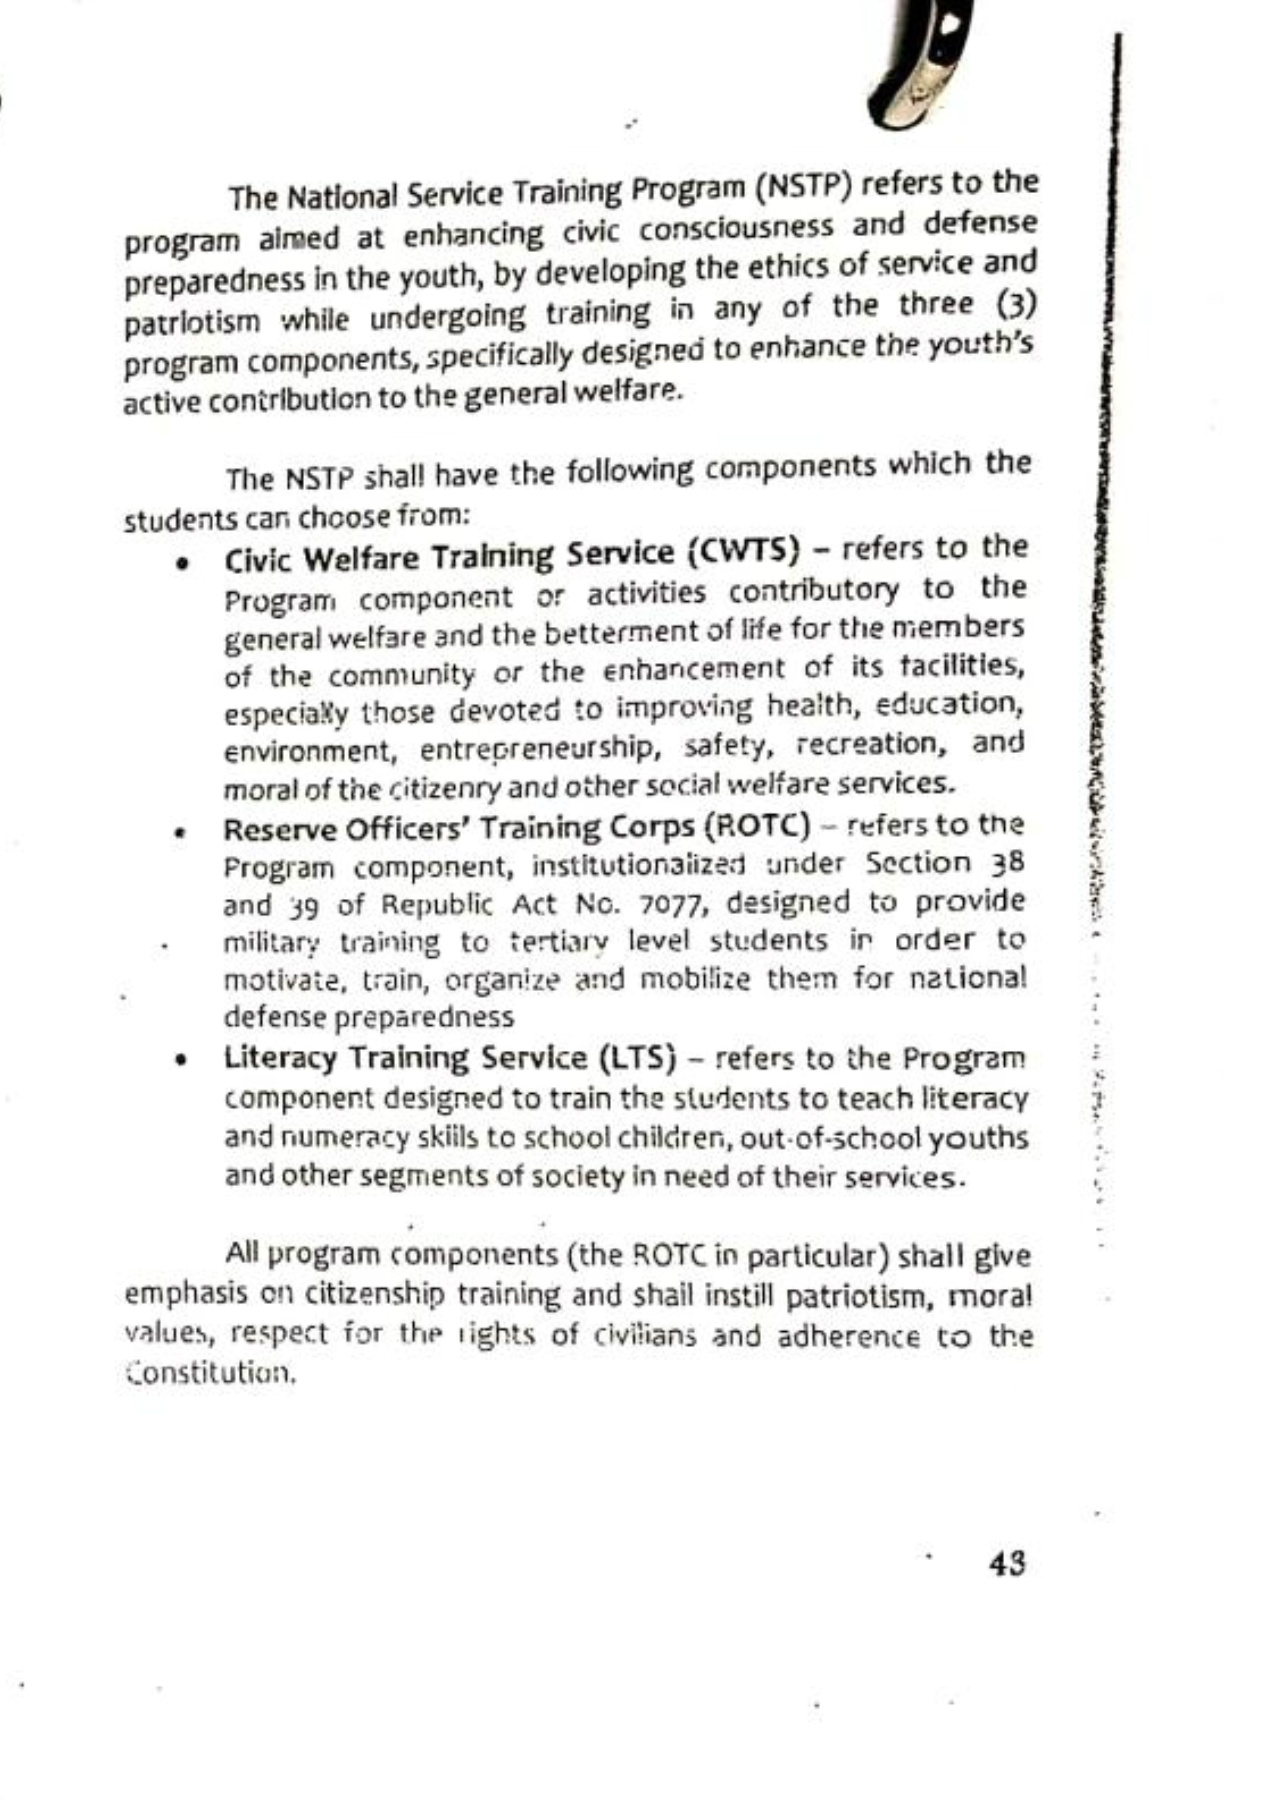 The National Service Training Program (NSTP) refers to the
program aimed at enhancing civic consciousness and defense
preparedness in the youth, by developing the ethics of service and
patriotism while undergoing training in any of the three (3)
program components, specifically designed to enhance the youth's
active contribution to the general welfare.
The NSTP shall have the following components which the
students can choose from:
• Civic Welfare Training Service (CWTS) – refers to the
Program component or activities contributory to the
general welfare and the betterment of life for the members
of the community or the enhancement of its facilities,
especially those devoted to improving health, education,
environment, entrepreneurship, safety, recreation, and
moral of the citizenry and other social welfare services.
• Reserve Officers' Training Corps (ROTC) – refers to the
Program component, institutionalized under Section 38
and 39 of Republic Act No. 7077, designed to provide
military training to tertiary level students in order to
motivate, train, organize and mobilize them for national
defense preparedness
• Literacy Training Service (LTS) – refers to the Program
component designed to train the students to teach literacy
and numeracy skills to school children, out-of-school youths
and other segments of society in need of their services.
All program components (the ROTC in particular) shall give
emphasis on citizenship training and shall instill patriotism, moral
values, respect for the rights of civilians and adherence to the
Constitution.
43